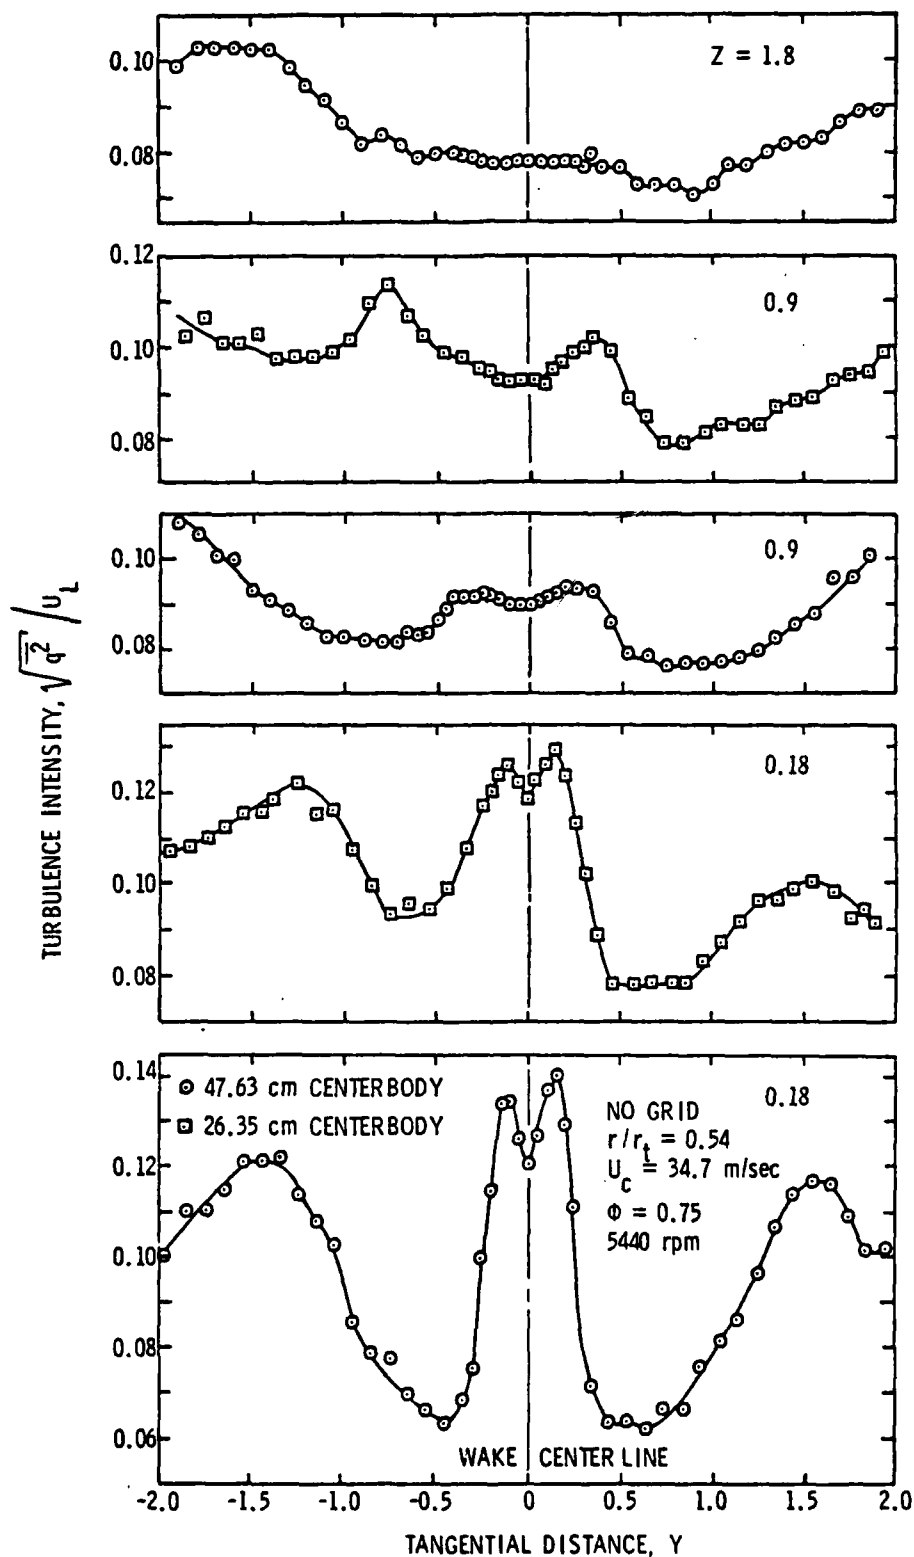 Z = 1.8
0.10
0.08
0.12
0.9
0.10
0.08
0.9
0.10
0.08
TURBULENCE INTENSITY, √q² / U_L
0.18
0.12
0.10
0.08
0.14
⊙ 47.63 cm CENTERBODY
⊡ 26.35 cm CENTERBODY
0.18
NO GRID
r/r_t = 0.54
U_c = 34.7 m/sec
Φ = 0.75
5440 rpm
0.12
0.10
0.08
0.06
WAKE CENTER LINE
-2.0 -1.5 -1.0 -0.5 0 0.5 1.0 1.5 2.0
TANGENTIAL DISTANCE, Y